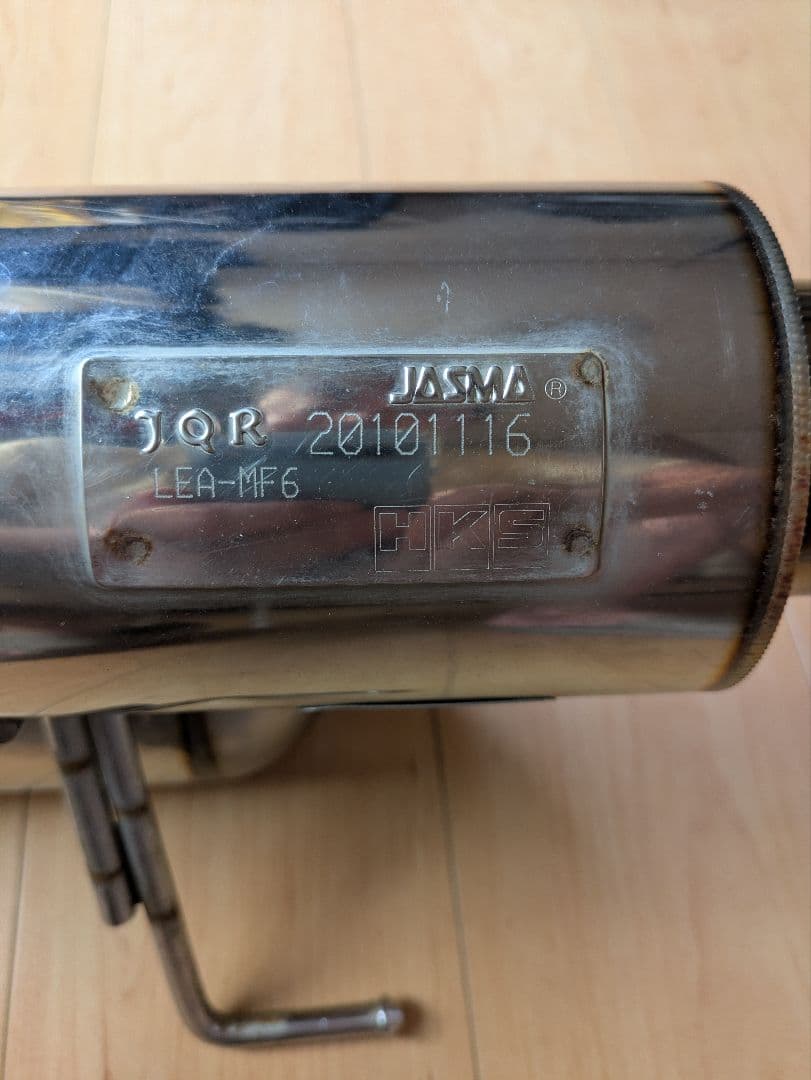 JASMA ®
JQR 20101116
LEA-MF6
HKS